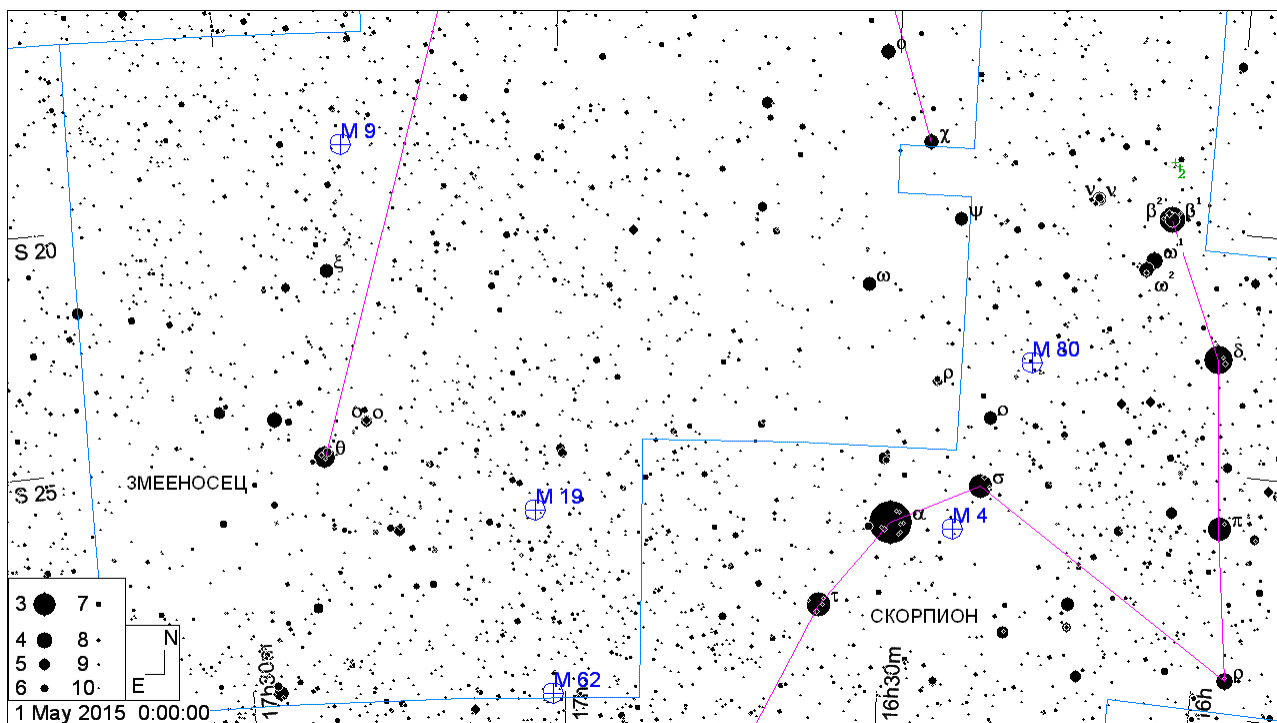 φ
χ
M 9
2
ν ν
β² β¹
ψ
S 20
ω¹
ω²
ξ
ω
M 80
δ
ρ
ο
ο
θ
ЗМЕЕНОСЕЦ
S 25
M 19
σ
α
M 4
π
τ
СКОРПИОН
3 7
4 8
5 9
6 10
N
E
17h30m
M 62
17h
16h30m
16h
ρ
1 May 2015 0:00:00